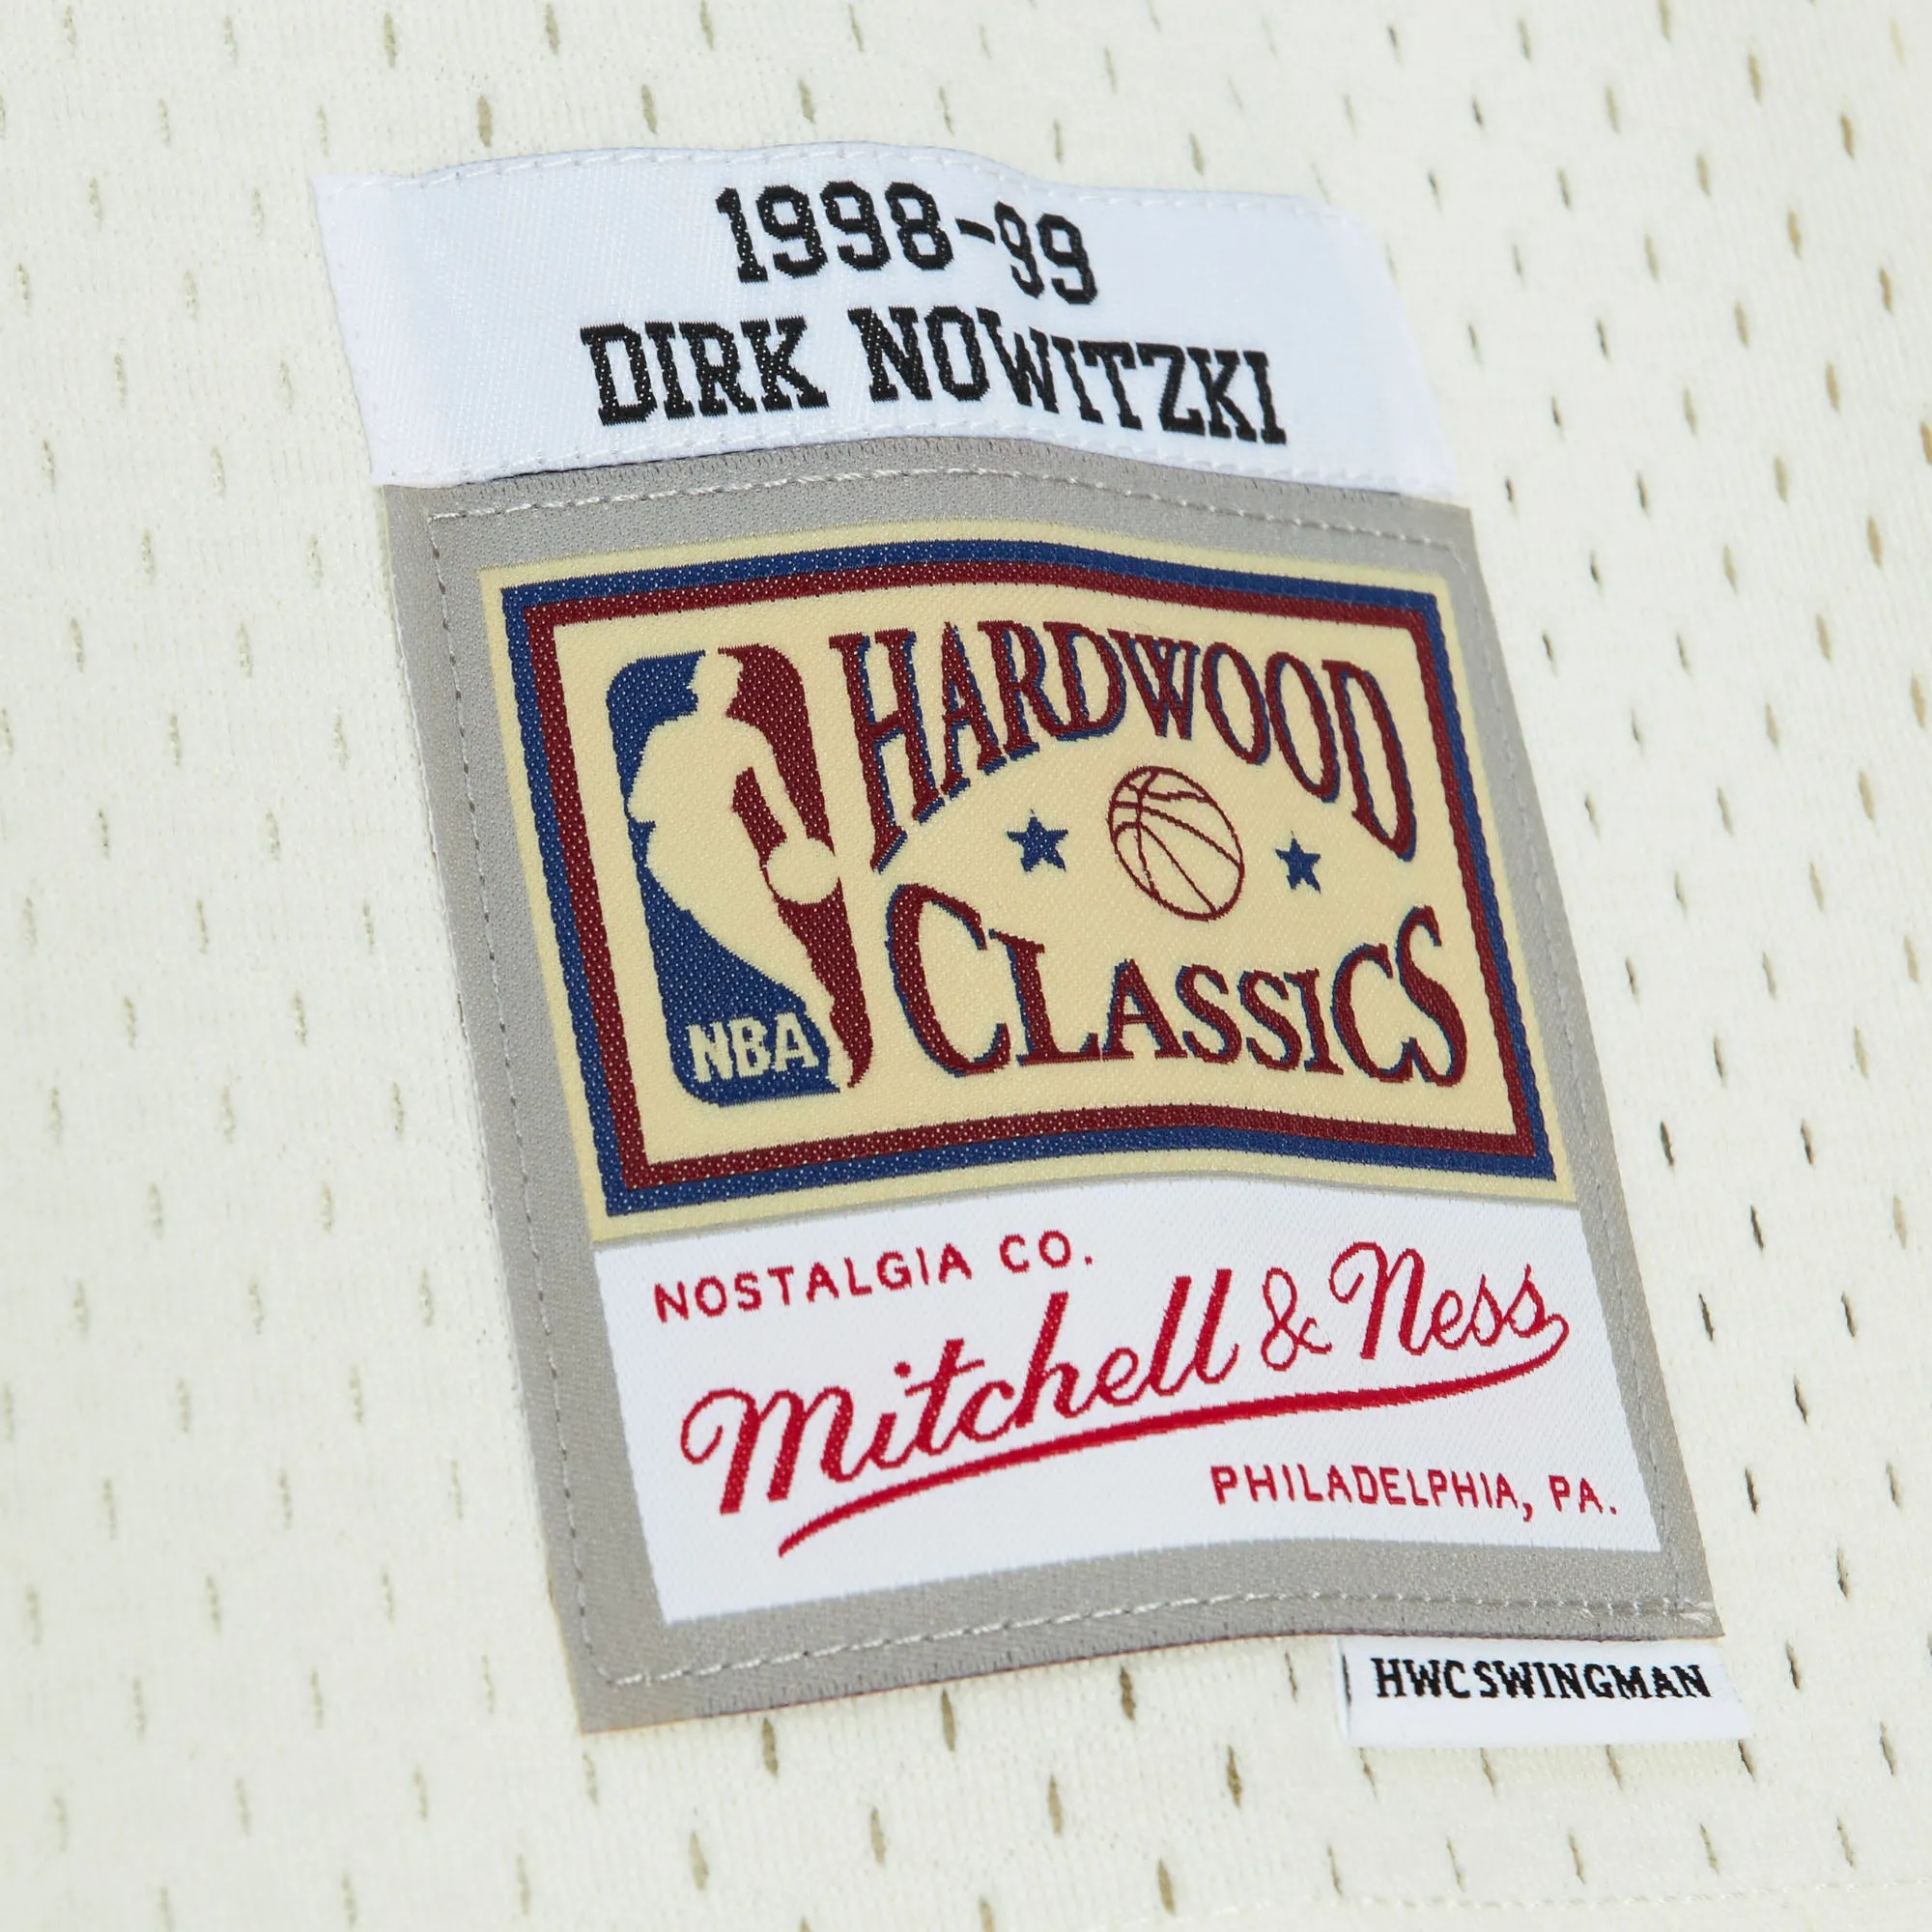 1998-99
DIRK NOWITZKI
HARDWOOD
CLASSICS
NBA
NOSTALGIA CO.
Mitchell & Ness
PHILADELPHIA, PA.
HWC SWINGMAN